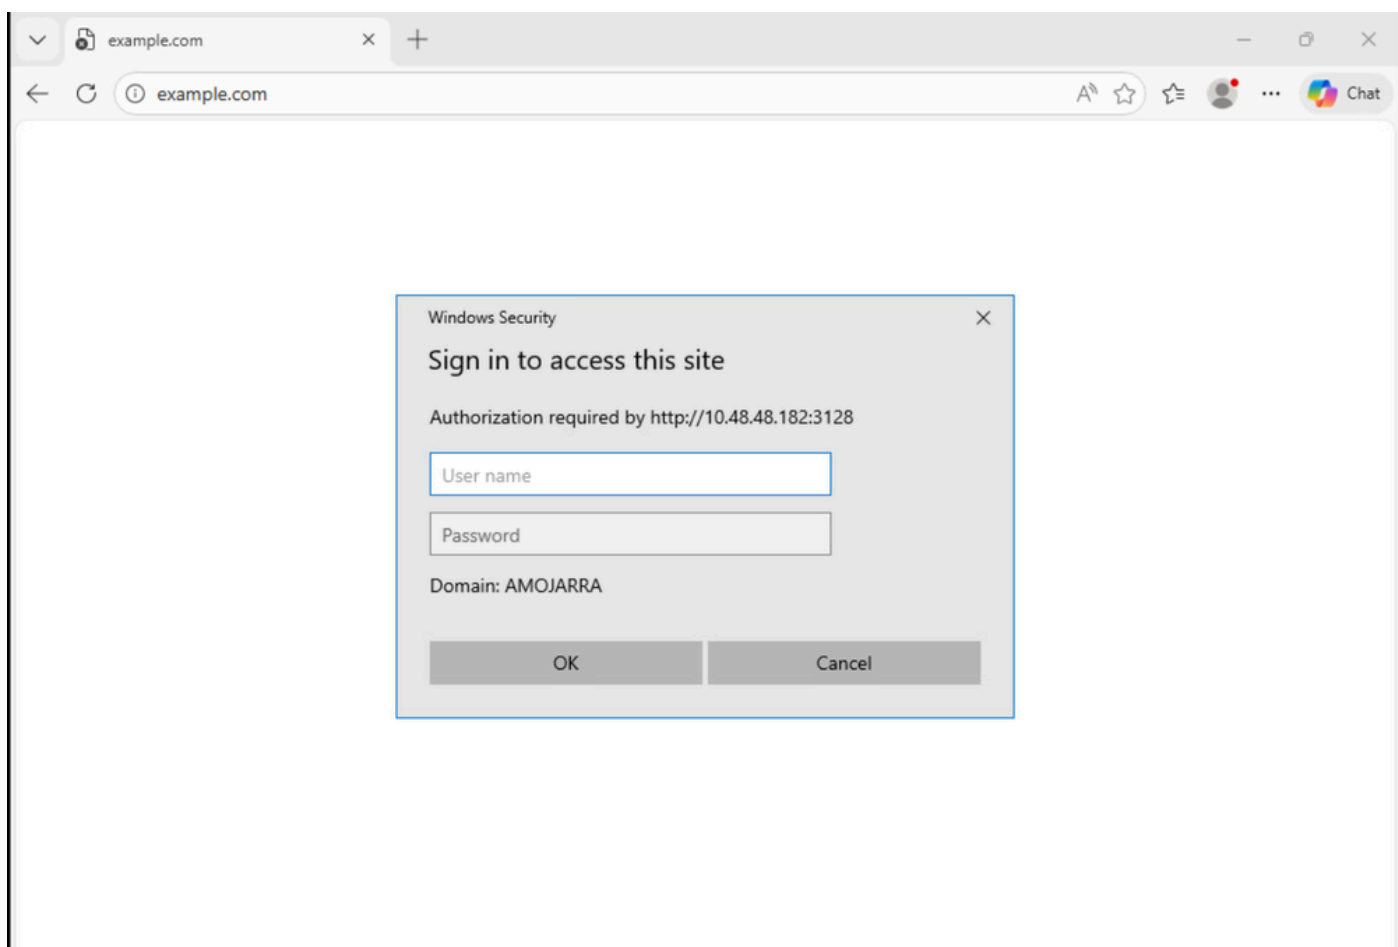 example.com
example.com
Chat
Windows Security
Sign in to access this site
Authorization required by http://10.48.48.182:3128
User name
Password
Domain: AMOJARRA
OK Cancel